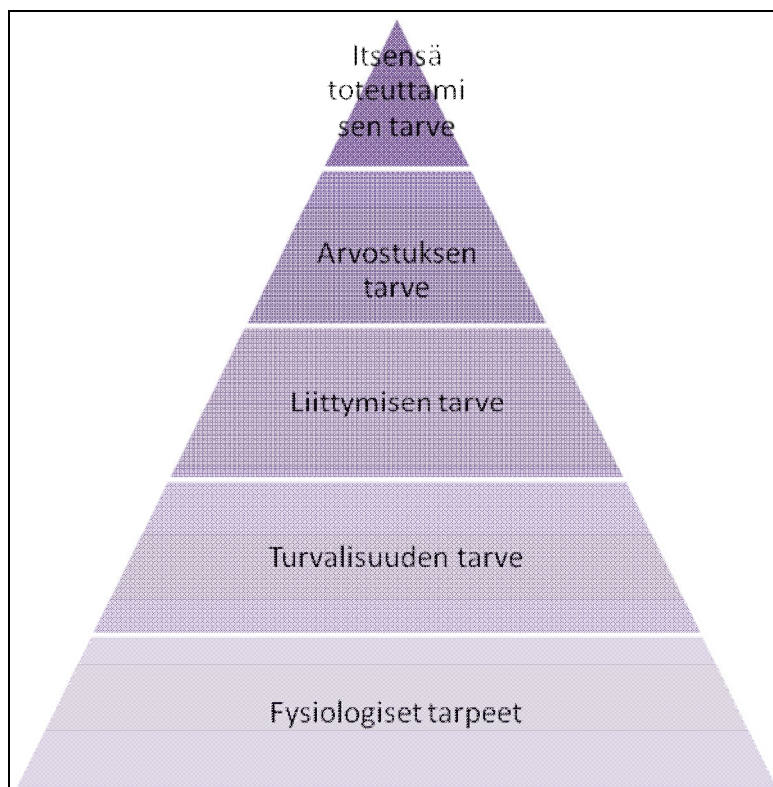 Itsensä
toteuttami
sen tarve
Arvostuksen
tarve
Liittymisen tarve
Turvalisuuden tarve
Fysiologiset tarpeet